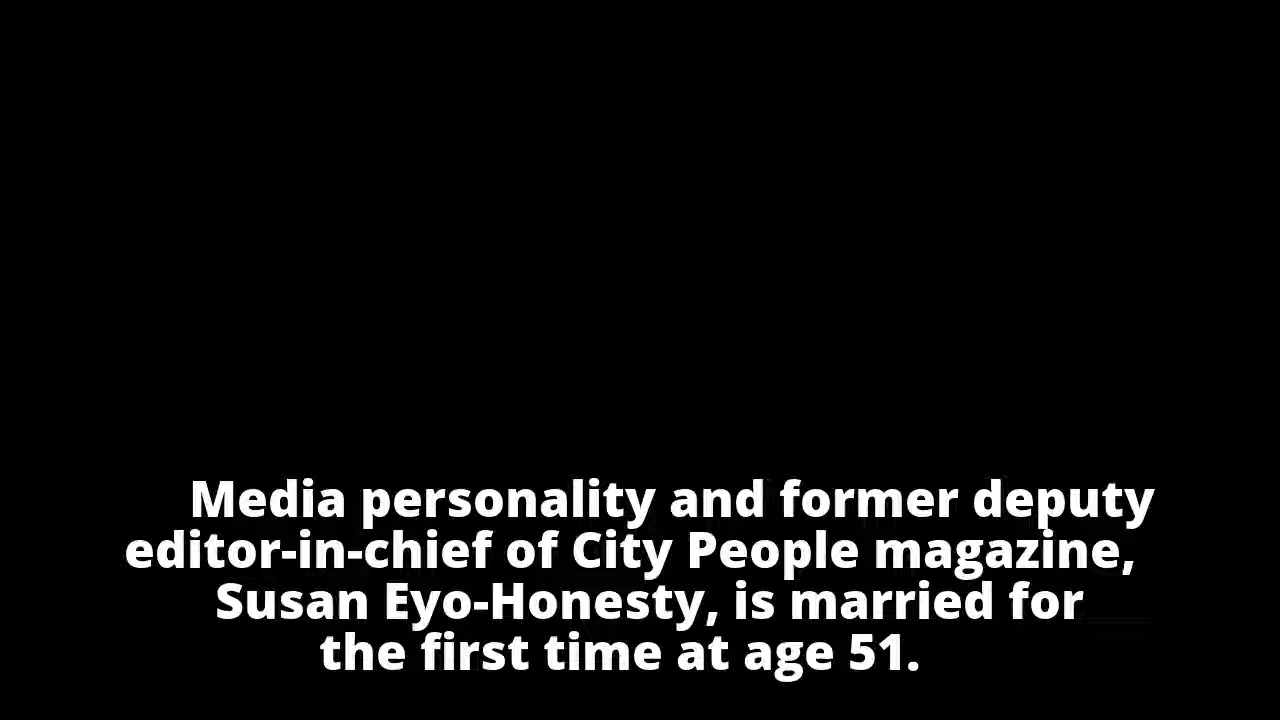 Media personality and former deputy
editor-in-chief of City People magazine,
Susan Eyo-Honesty, is married for
the first time at age 51.